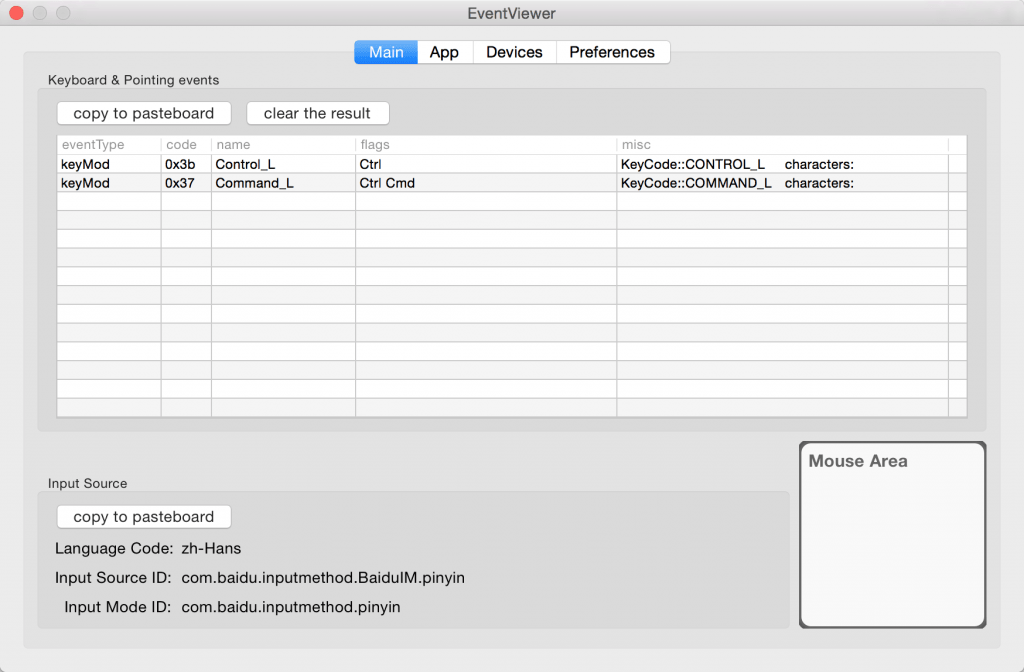 EventViewer
Main App Devices Preferences
Keyboard & Pointing events
copy to pasteboard clear the result
eventType code name flags misc
keyMod 0x3b Control_L Ctrl KeyCode::CONTROL_L characters:
keyMod 0x37 Command_L Ctrl Cmd KeyCode::COMMAND_L characters:
Mouse Area
Input Source
copy to pasteboard
Language Code: zh-Hans
Input Source ID: com.baidu.inputmethod.BaiduIM.pinyin
Input Mode ID: com.baidu.inputmethod.pinyin